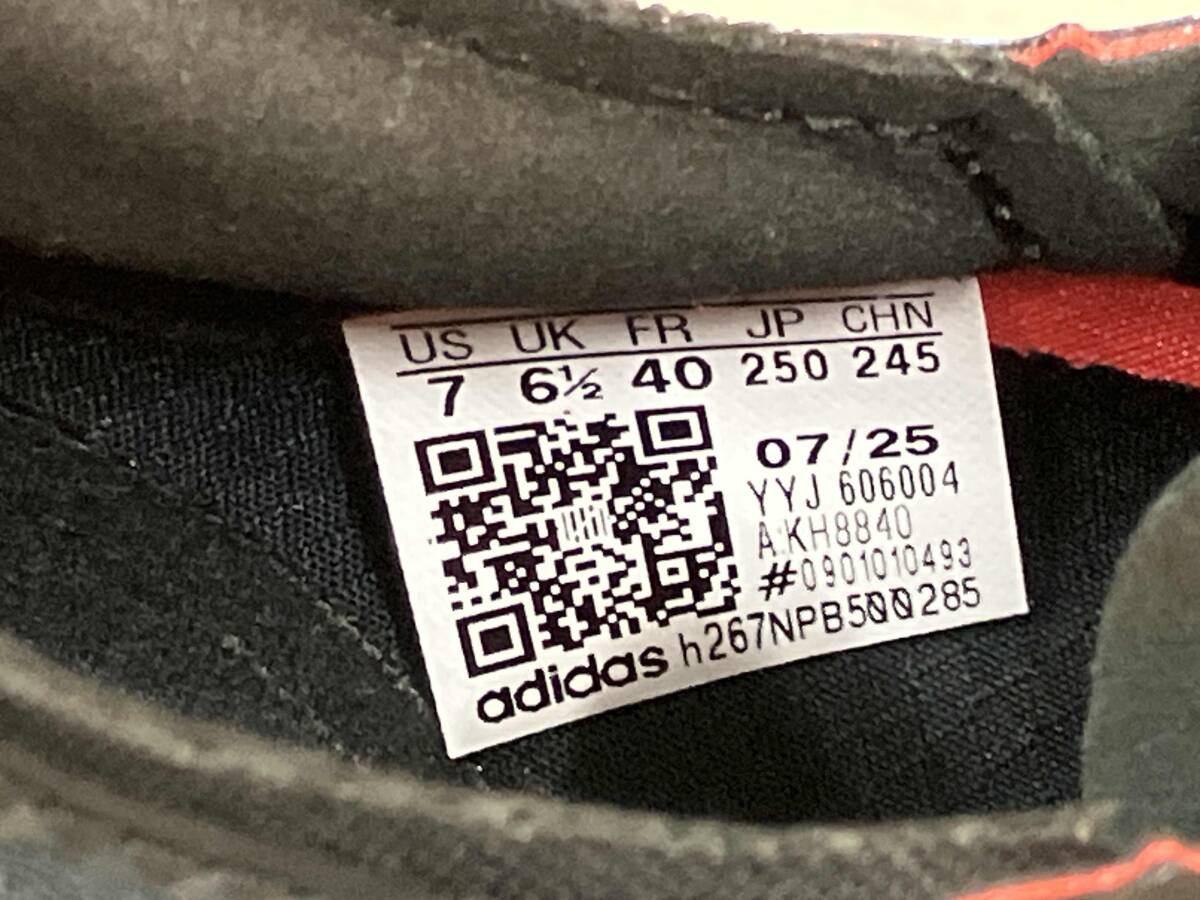 US UK FR JP CHN
7 6½ 40 250 245
07/25
YYJ 606004
A:KH8840
#0901010493
adidas h267NPB500285